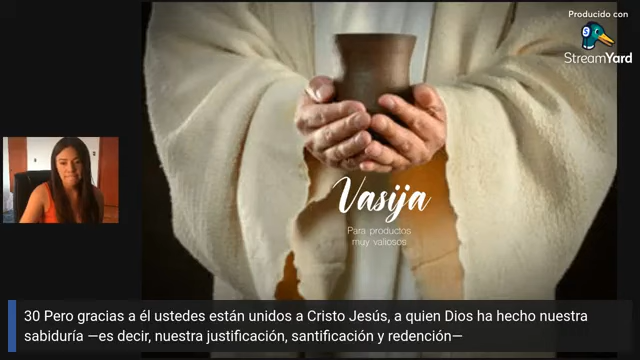 Producido con
StreamYard
Vasija
Para productos
muy valiosos
30 Pero gracias a él ustedes están unidos a Cristo Jesús, a quien Dios ha hecho nuestra
sabiduría —es decir, nuestra justificación, santificación y redención—